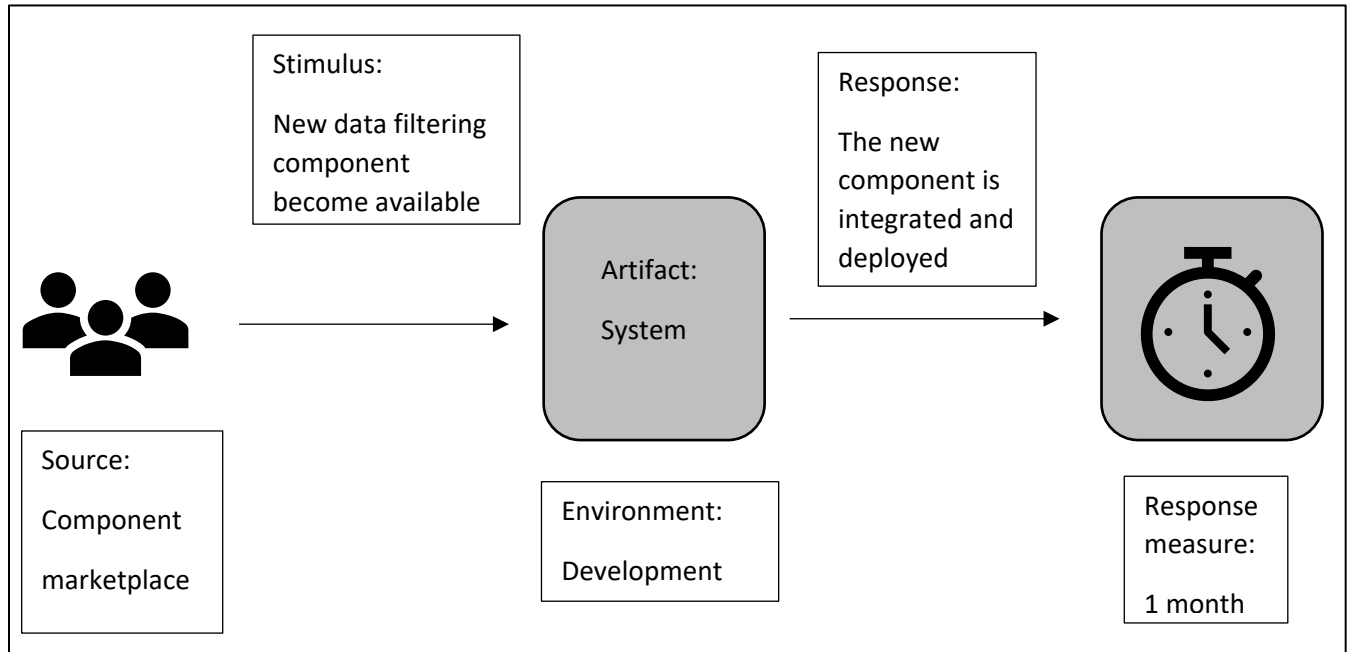 Stimulus:
New data filtering
component
become available
Response:
The new
component is
integrated and
deployed
Artifact:
System
Source:
Component
marketplace
Environment:
Development
Response
measure:
1 month